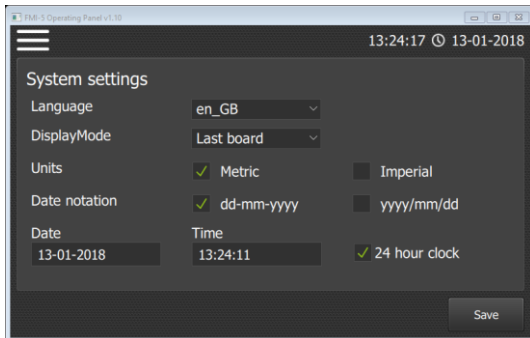 FMI-5 Operating Panel v1.10
13:24:17 13-01-2018
System settings
Language en_GB
DisplayMode Last board
Units Metric Imperial
Date notation dd-mm-yyyy yyyy/mm/dd
Date Time
13-01-2018 13:24:11 24 hour clock
Save